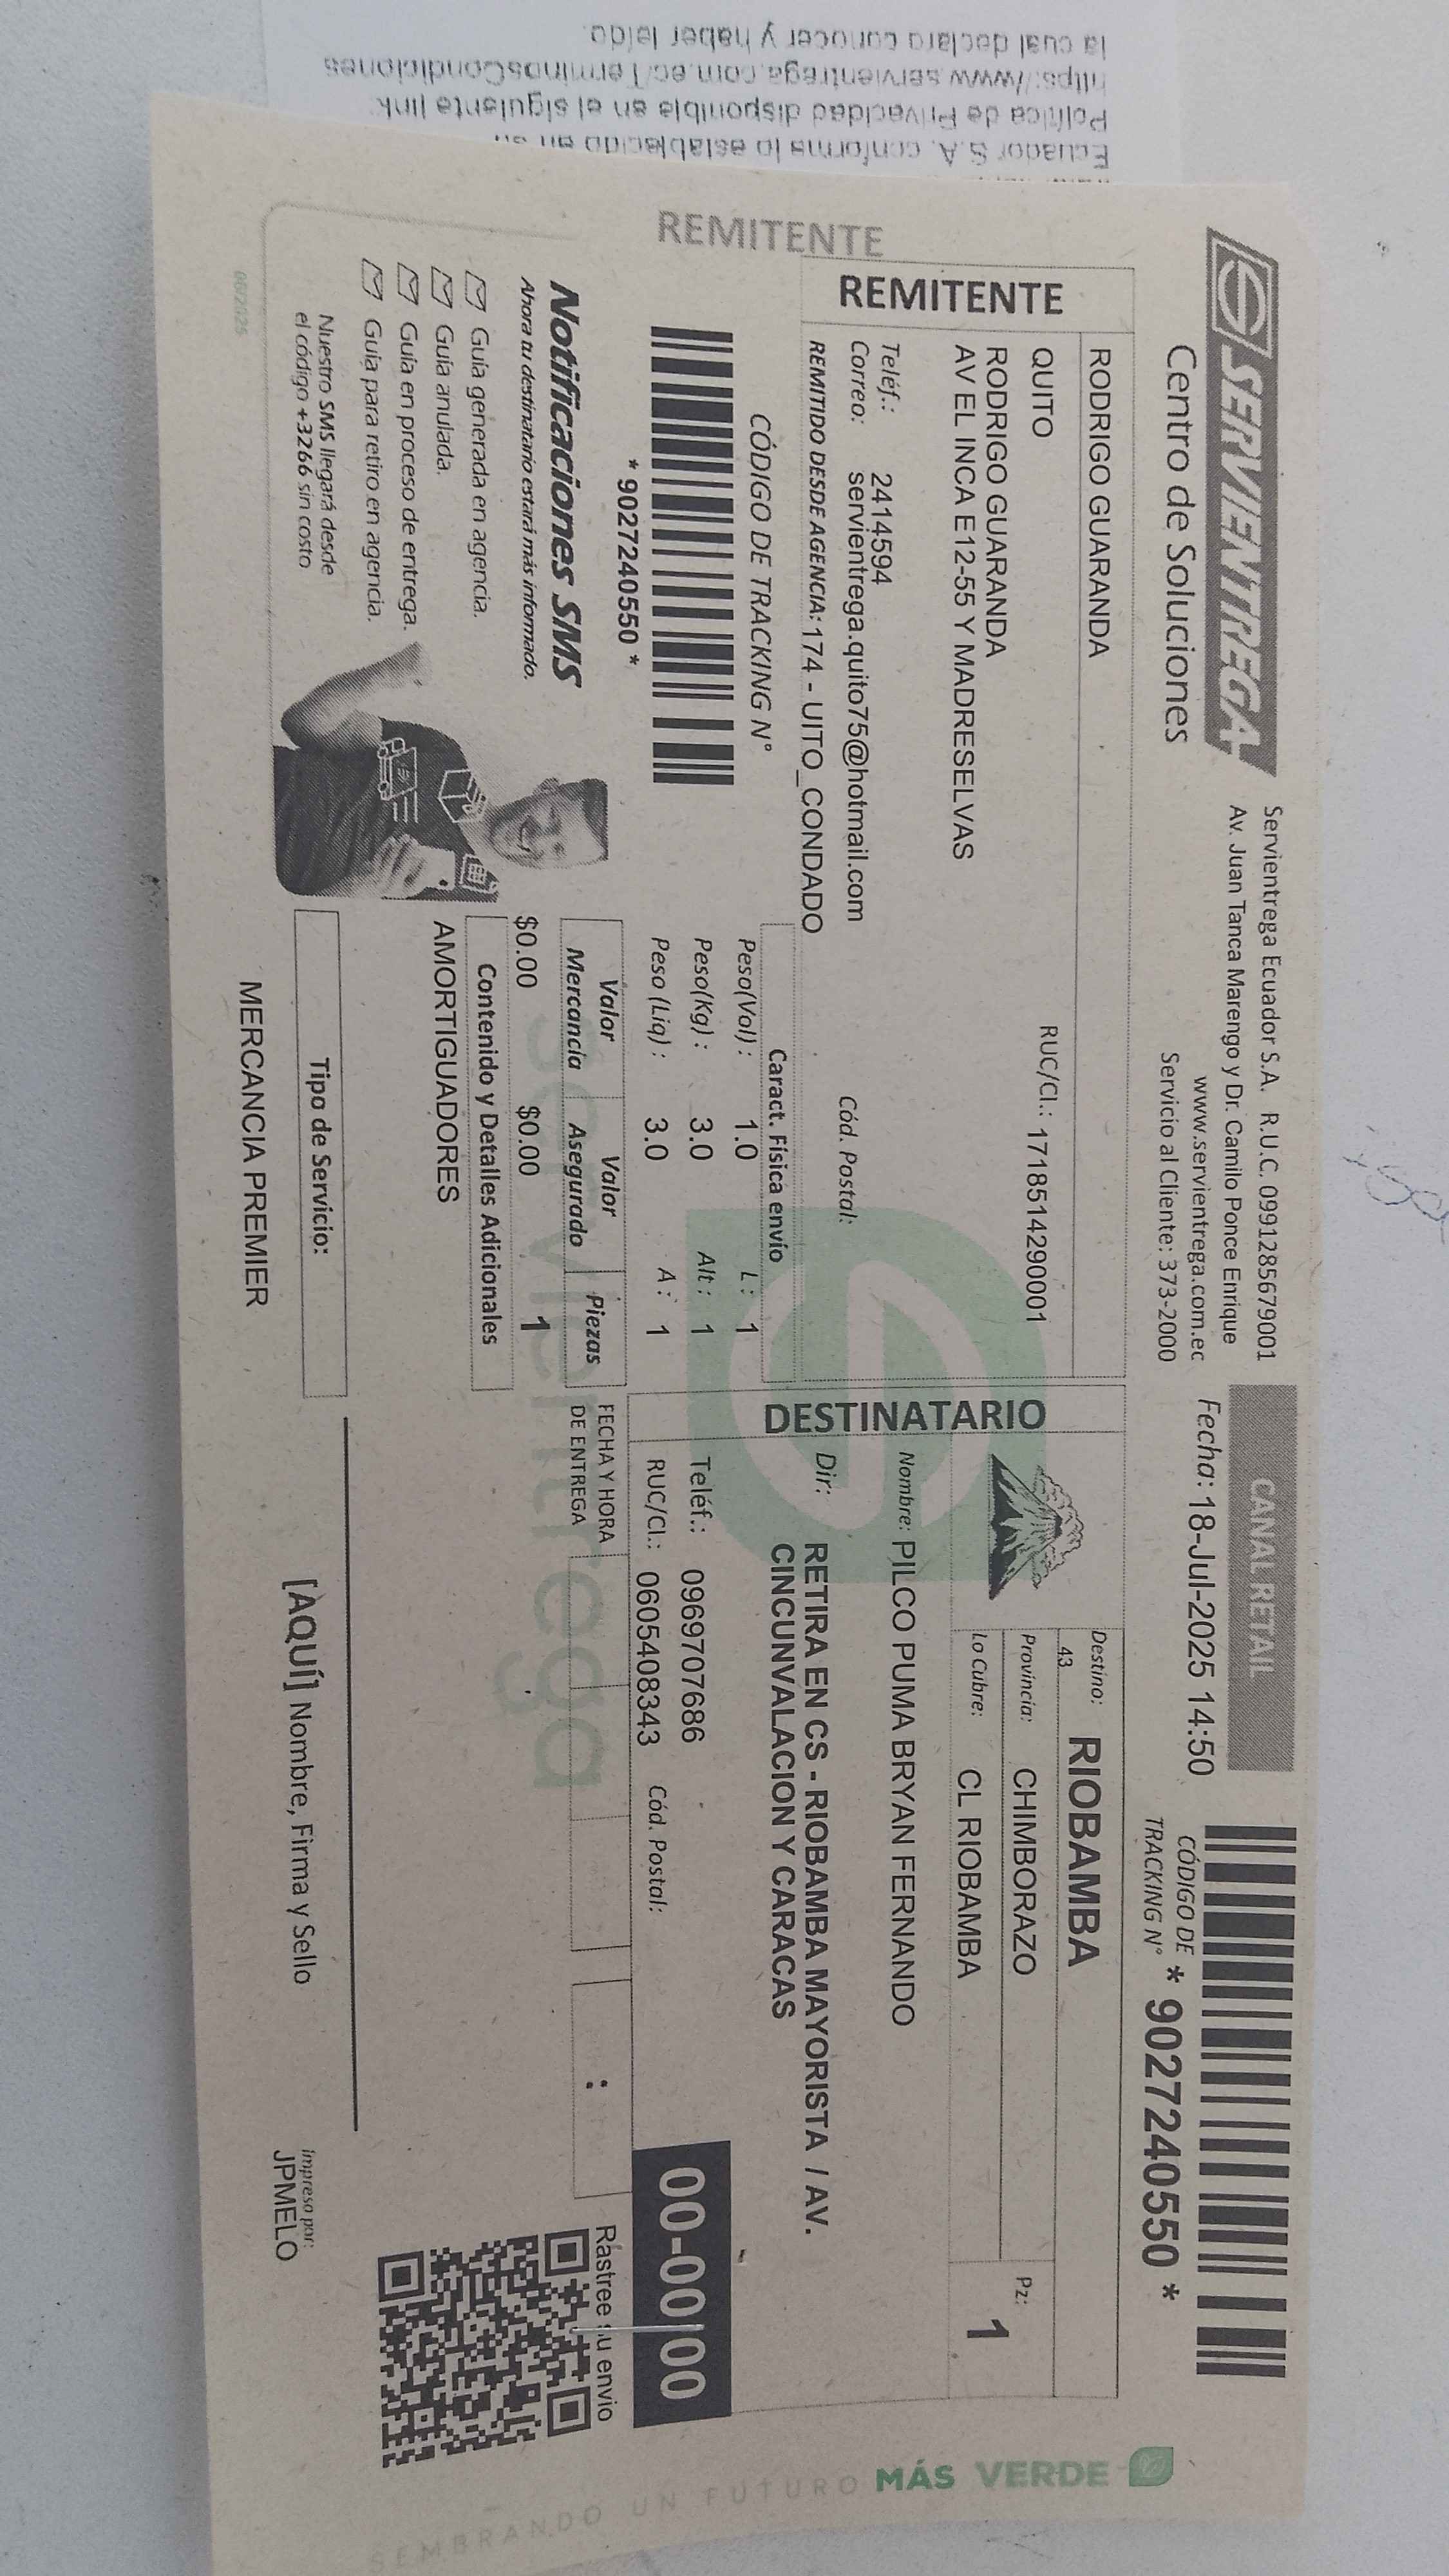 Ecuador S.A. conforme lo establecido en su
Política de Privacidad disponible en el siguiente link:
https://www.servientrega.com.ec/TerminosCondiciones
la cual declara conocer y haber leído.
SERVIENTREGA
Centro de Soluciones
Servientrega Ecuador S.A. R.U.C. 0991285679001
Av. Juan Tanca Marengo y Dr. Camilo Ponce Enrique
www.servientrega.com.ec
Servicio al Cliente: 373-2000
CANAL RETAIL
Fecha: 18-Jul-2025 14:50
CÓDIGO DE
TRACKING N° * 9027240550 *
REMITENTE
REMITENTE
RODRIGO GUARANDA
QUITO RUC/CI.: 1718514290001
RODRIGO GUARANDA
AV EL INCA E12-55 Y MADRESELVAS
Teléf.: 2414594
Correo: servientrega.quito75@hotmail.com Cód. Postal:
REMITIDO DESDE AGENCIA: 174 - UITO_CONDADO
CÓDIGO DE TRACKING N°
* 9027240550 *
Caract. Física envío
Peso(Vol) : 1.0 L : 1
Peso(Kg) : 3.0 Alt : 1
Peso (Liq) : 3.0 A : 1
Valor Mercancía Valor Asegurado Piezas
$0.00 $0.00 1
Contenido y Detalles Adicionales
AMORTIGUADORES
Tipo de Servicio:
MERCANCIA PREMIER
Notificaciones SMS
Ahora tu destinatario estará más informado.
Guía generada en agencia.
Guía anulada.
Guía en proceso de entrega.
Guía para retiro en agencia.
Nuestro SMS llegará desde
el código +3266 sin costo
06/2025
DESTINATARIO
Destino: RIOBAMBA
43
Provincia: CHIMBORAZO
Lo Cubre: CL RIOBAMBA
Pz: 1
Nombre: PILCO PUMA BRYAN FERNANDO
Dir: RETIRA EN CS - RIOBAMBA MAYORISTA / AV.
CINCUNVALACION Y CARACAS
Teléf.: 0969707686
RUC/CI.: 0605408343 Cód. Postal:
00-00|00
FECHA Y HORA
DE ENTREGA
:
Rastree su envio
servientrega
[AQUÍ] Nombre, Firma y Sello
Impreso por:
JPMELO
SEMBRANDO UN FUTURO MÁS VERDE